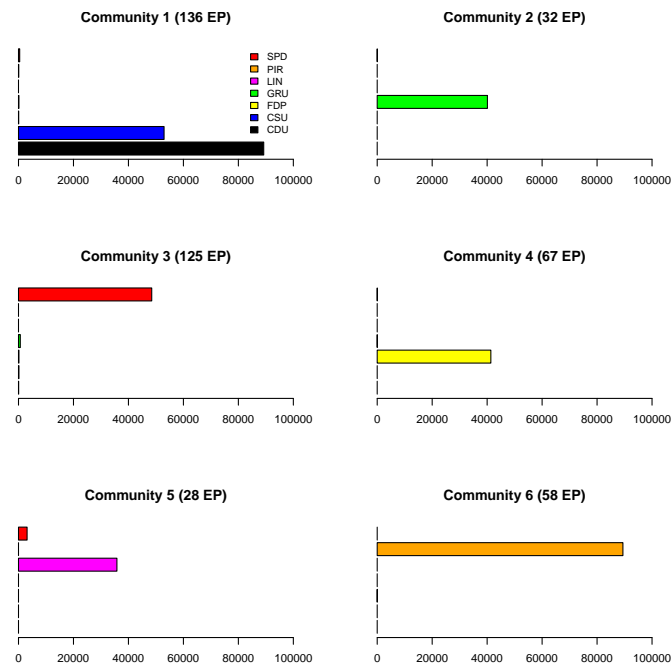 Community 1 (136 EP)
SPD
PIR
LIN
GRU
FDP
CSU
CDU
0 20000 40000 60000 80000 100000
Community 2 (32 EP)
0 20000 40000 60000 80000 100000
Community 3 (125 EP)
0 20000 40000 60000 80000 100000
Community 4 (67 EP)
0 20000 40000 60000 80000 100000
Community 5 (28 EP)
0 20000 40000 60000 80000 100000
Community 6 (58 EP)
0 20000 40000 60000 80000 100000